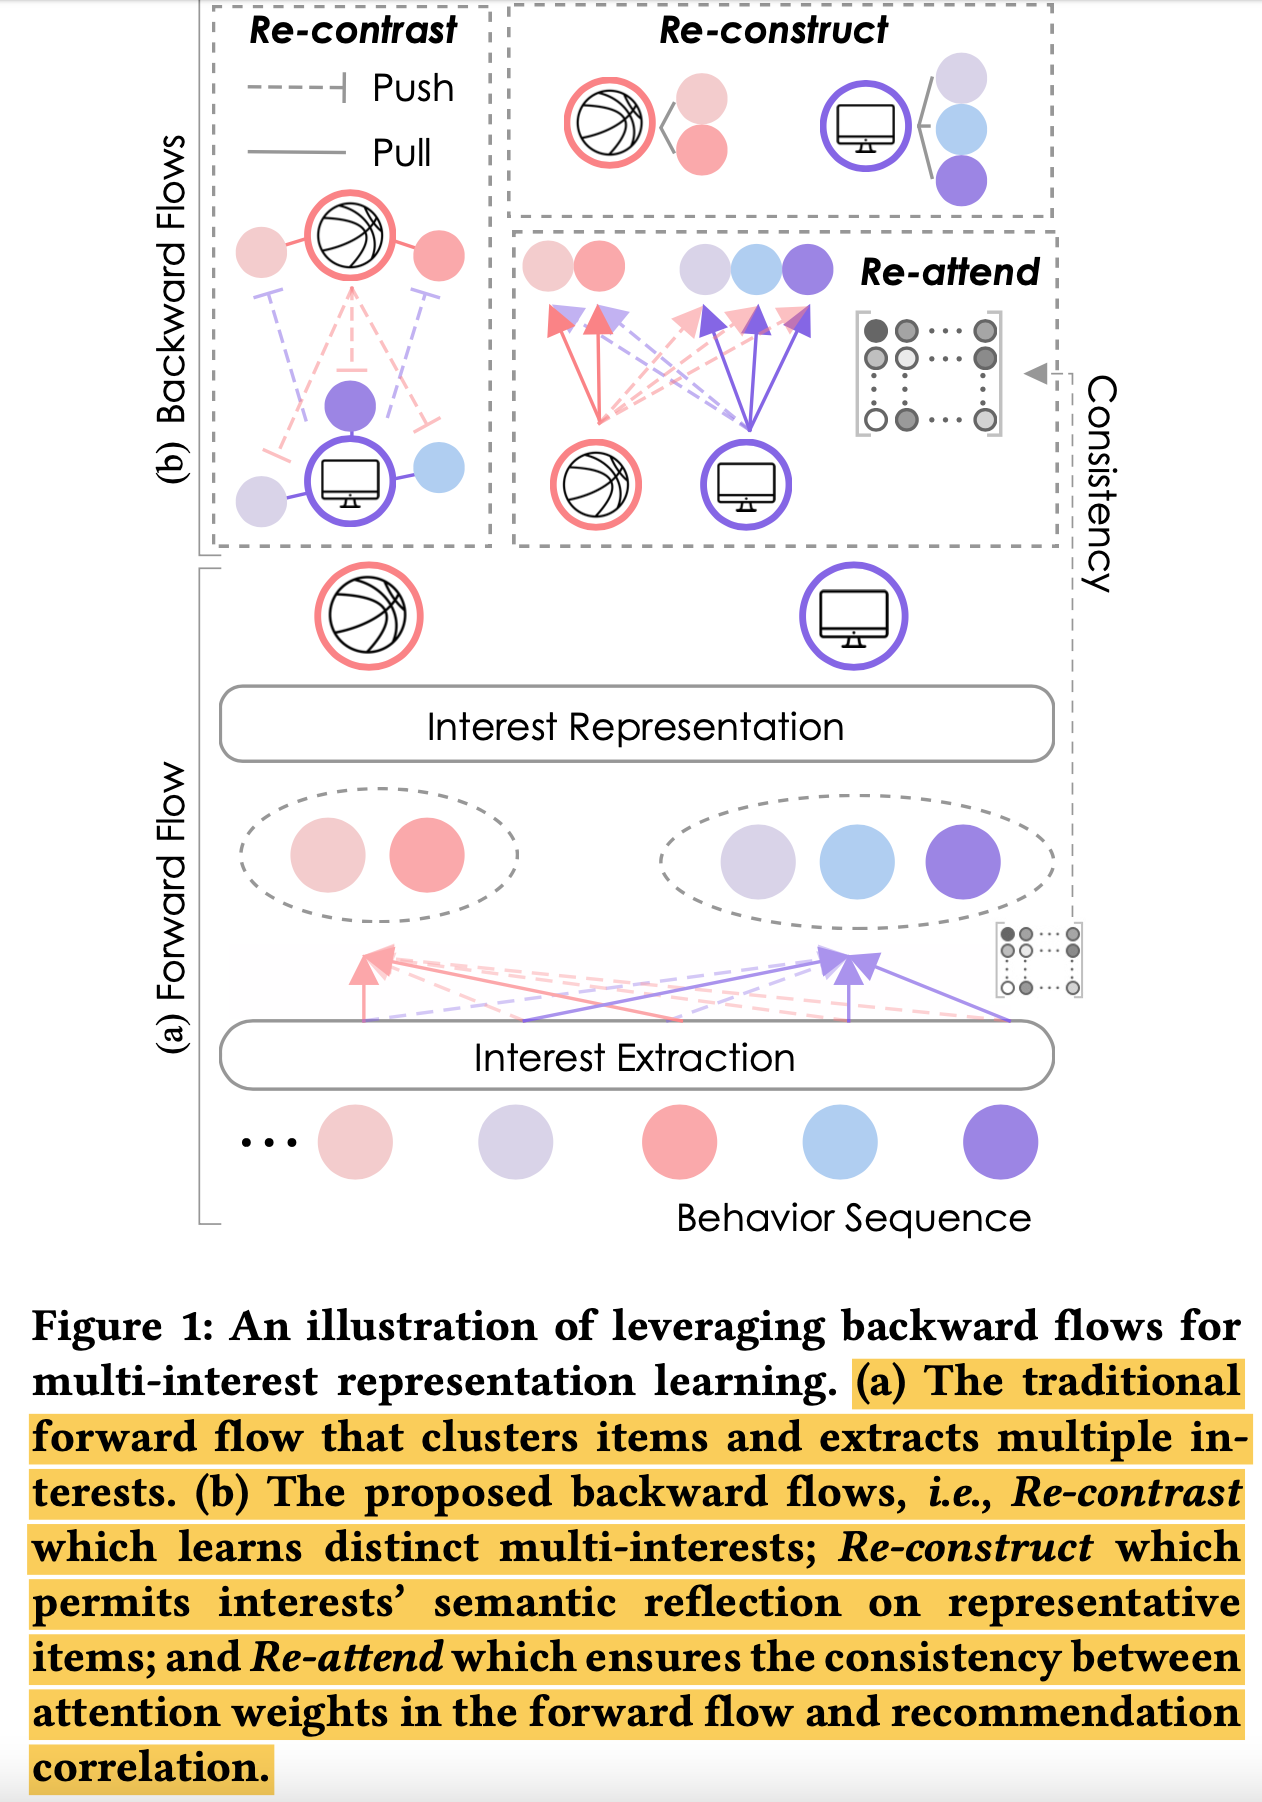 Re-contrast
Push
Pull
Re-construct
Re-attend
Consistency
(b) Backward Flows
Interest Representation
(a) Forward Flow
Interest Extraction
Behavior Sequence
Figure 1: An illustration of leveraging backward flows for
multi-interest representation learning. (a) The traditional
forward flow that clusters items and extracts multiple in-
terests. (b) The proposed backward flows, i.e., Re-contrast
which learns distinct multi-interests; Re-construct which
permits interests’ semantic reflection on representative
items; and Re-attend which ensures the consistency between
attention weights in the forward flow and recommendation
correlation.